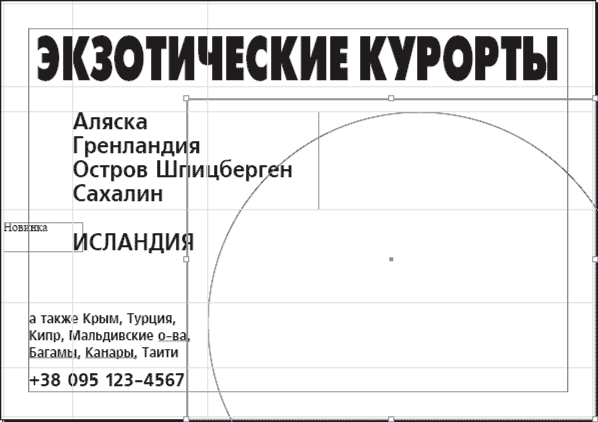 ЭКЗОТИЧЕСКИЕ КУРОРТЫ
Аляска
Гренландия
Остров Шпицберген
Сахалин
Новинка
ИСЛАНДИЯ
а также Крым, Турция,
Кипр, Мальдивские о-ва,
Багамы, Канары, Таити
+38 095 123-4567